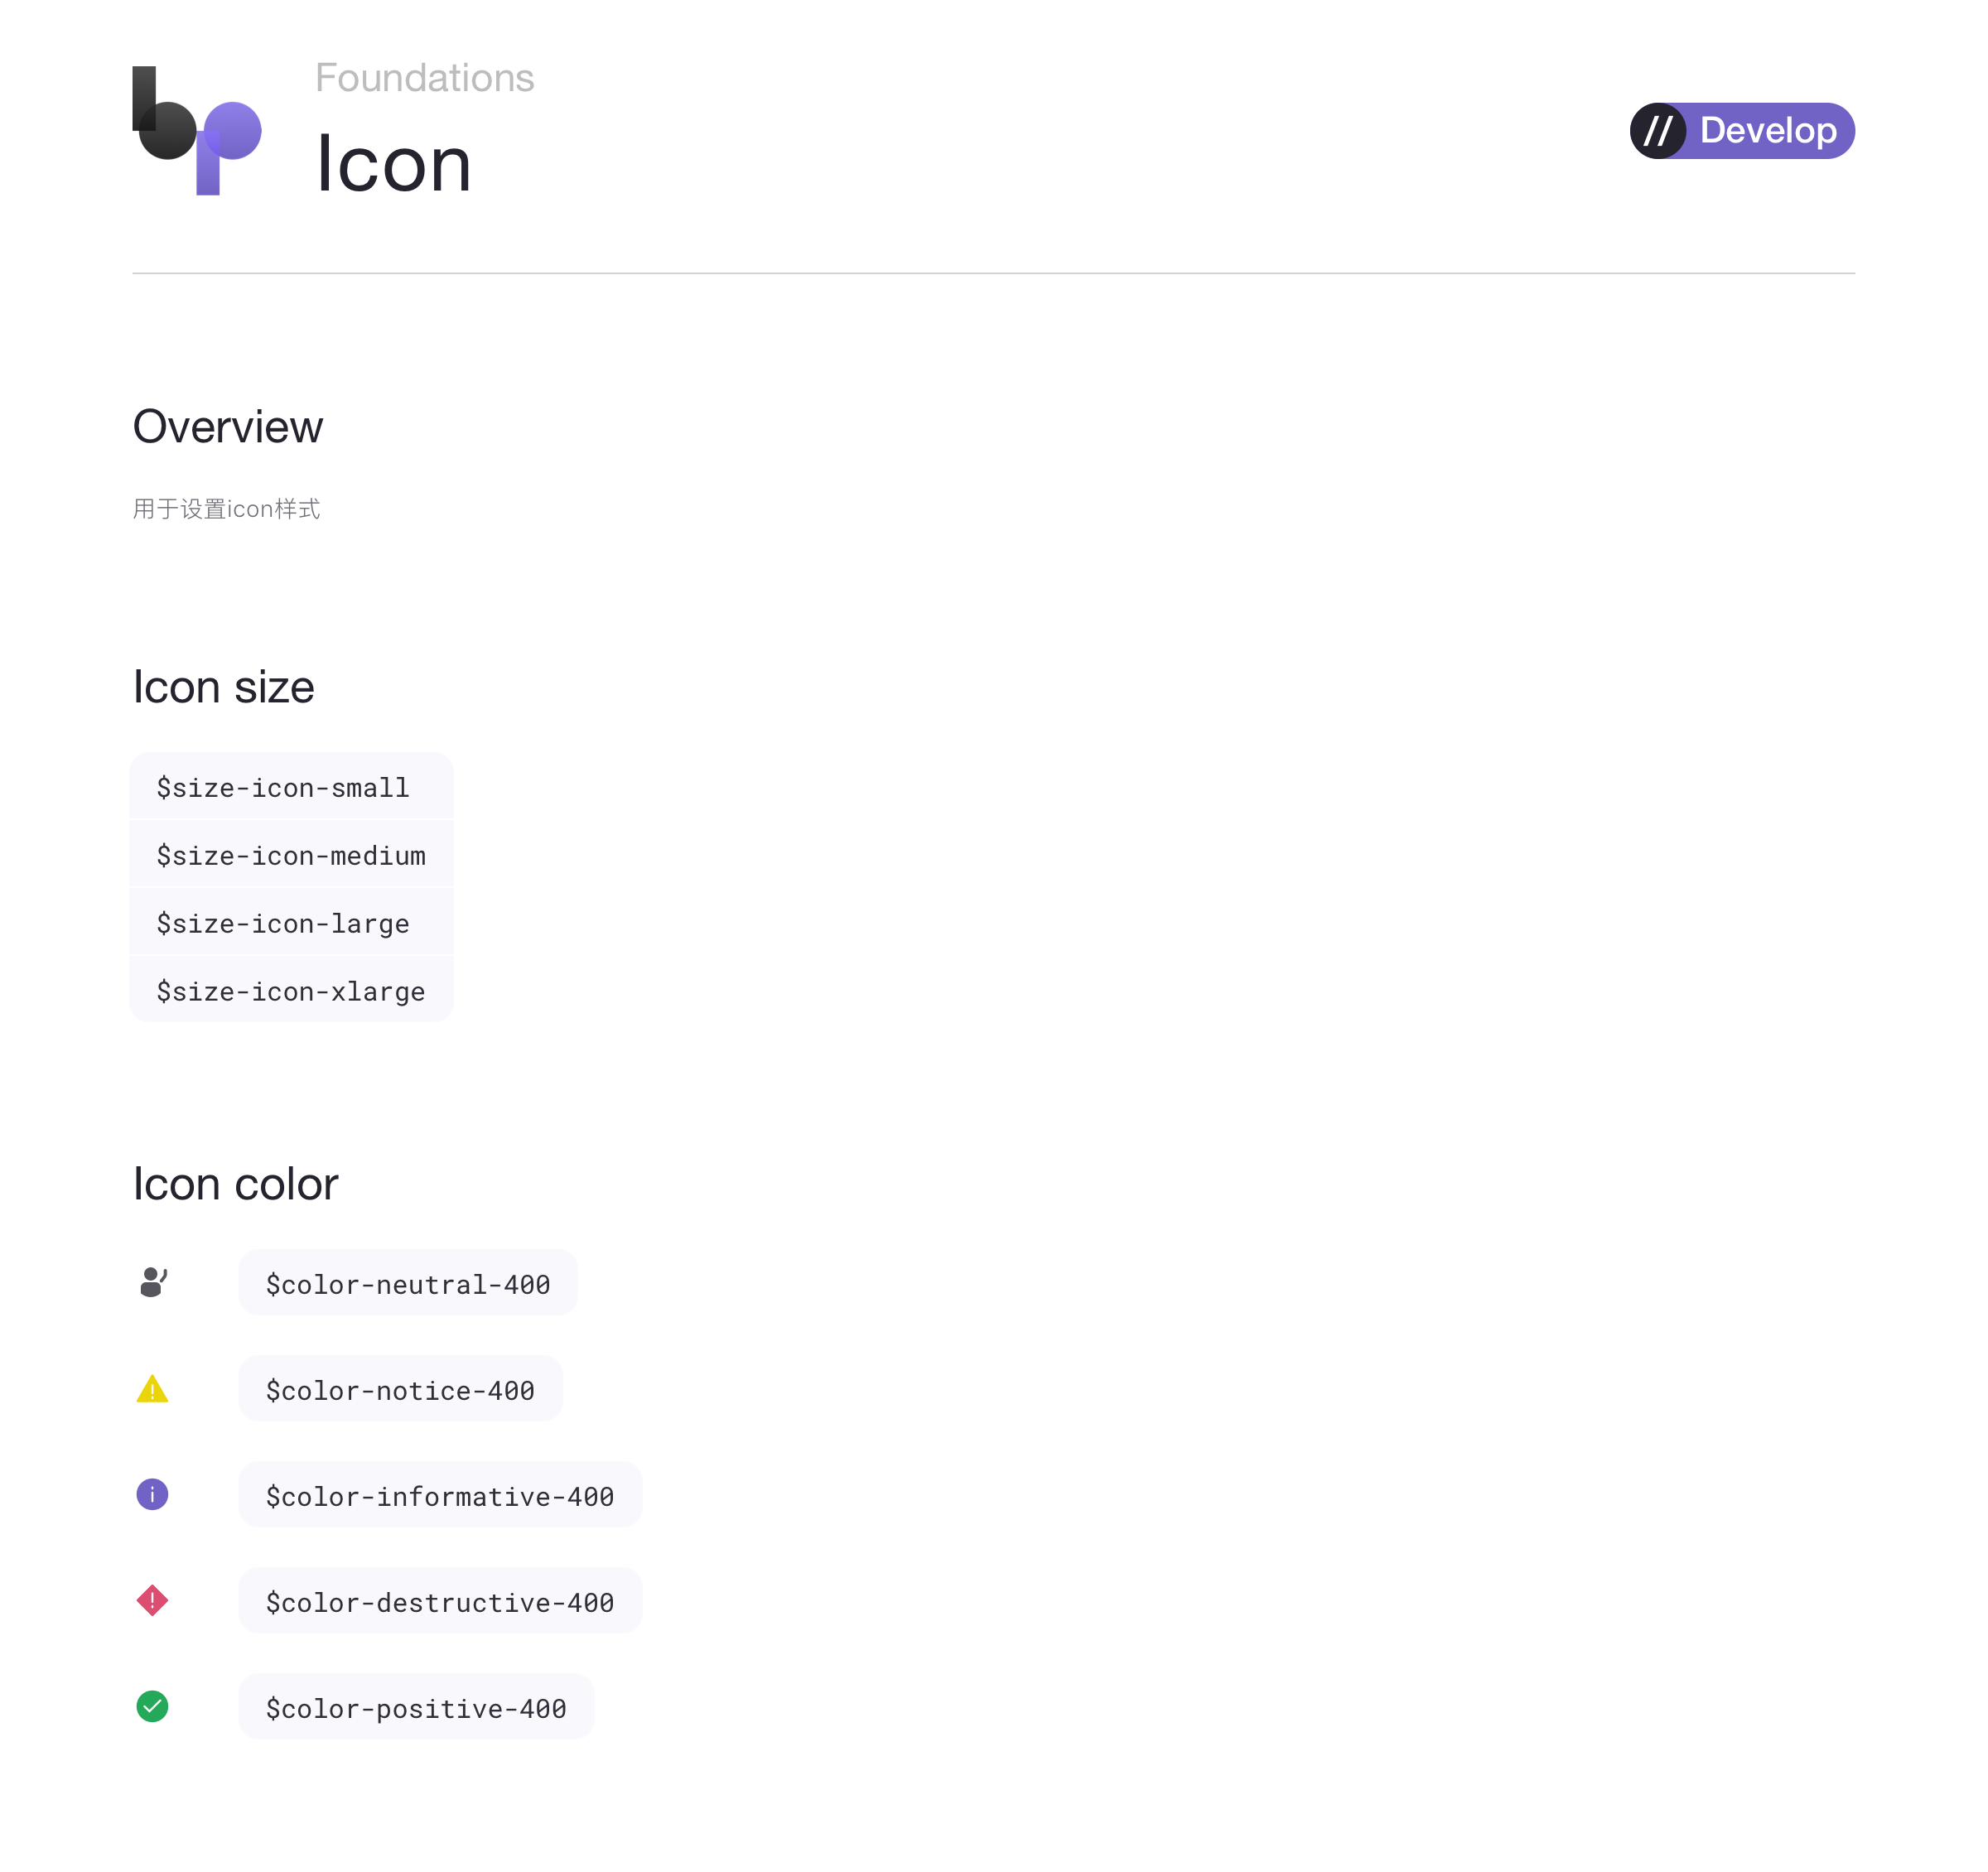 bp
Foundations
Icon
// Develop
Overview
用于设置icon样式
Icon size
$size-icon-small
$size-icon-medium
$size-icon-large
$size-icon-xlarge
Icon color
$color-neutral-400
$color-notice-400
$color-informative-400
$color-destructive-400
$color-positive-400